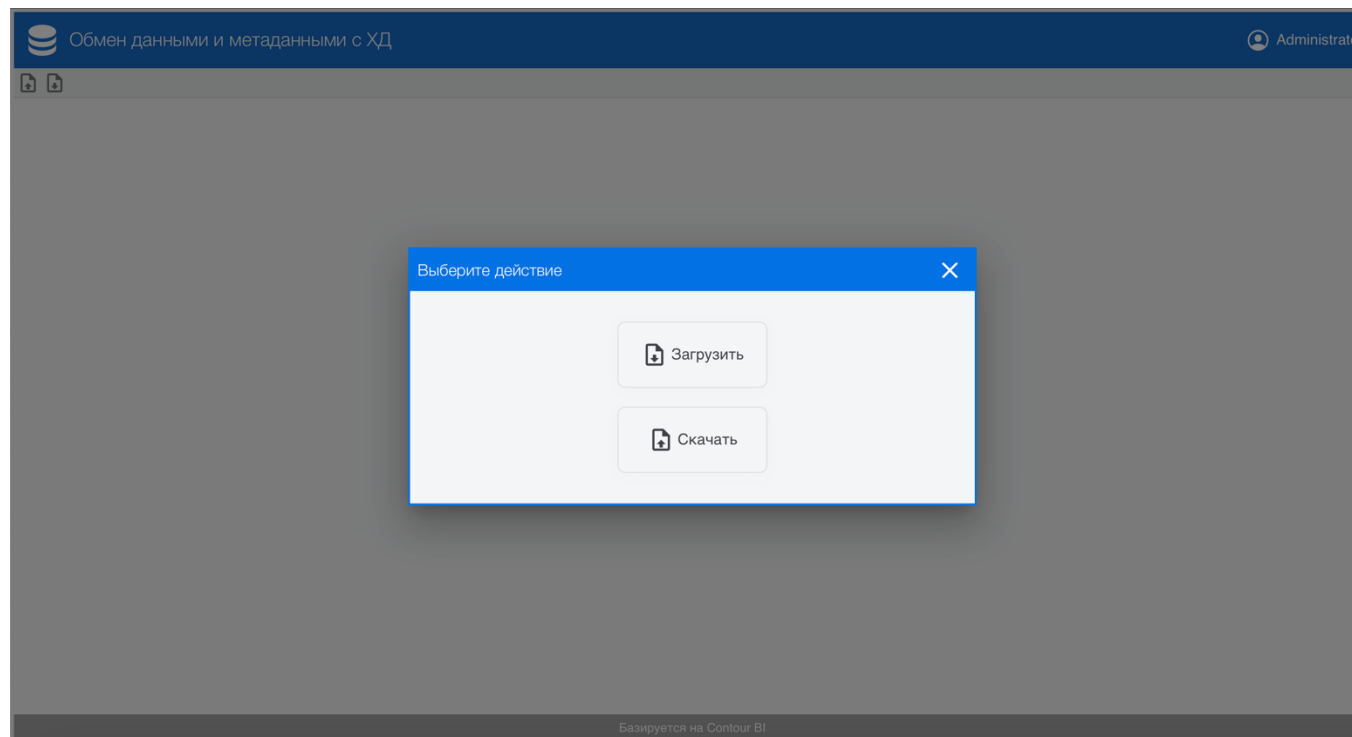 Обмен данными и метаданными с ХД
Выберите действие
Загрузить
Скачать
Базируется на Contour BI